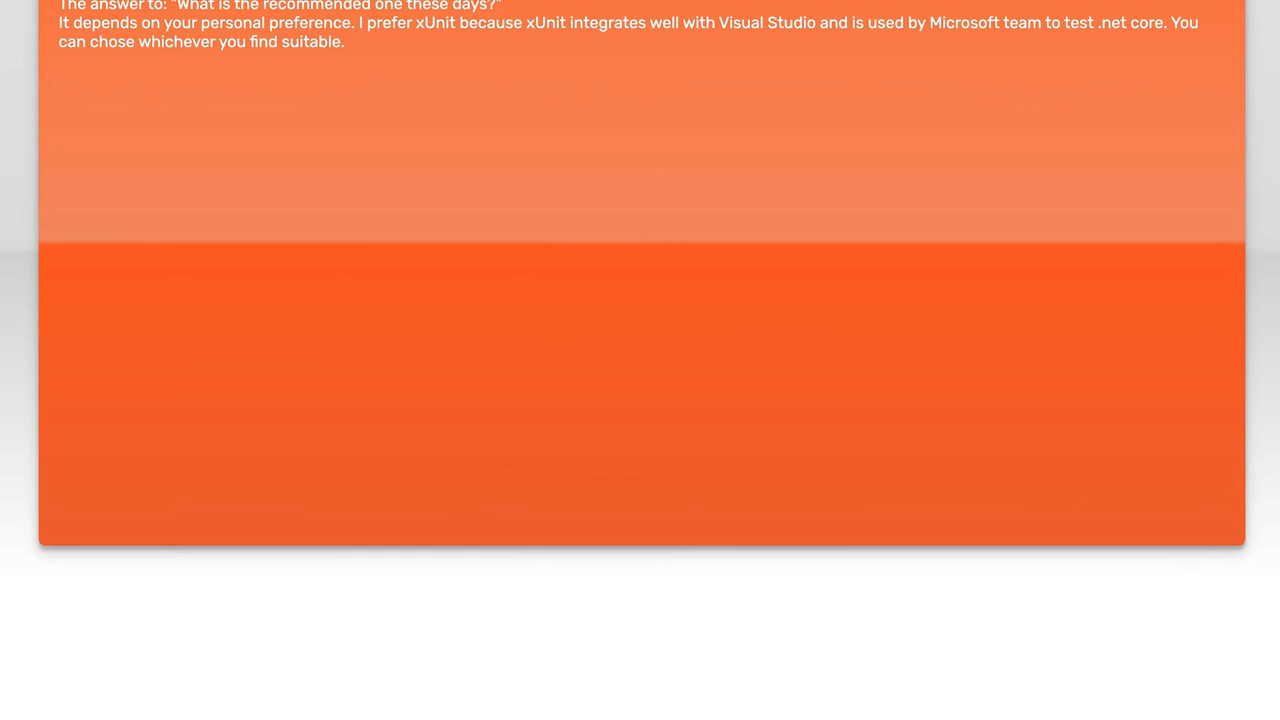 The answer to: "What is the recommended one these days?"
It depends on your personal preference. I prefer xUnit because xUnit integrates well with Visual Studio and is used by Microsoft team to test .net core. You
can chose whichever you find suitable.